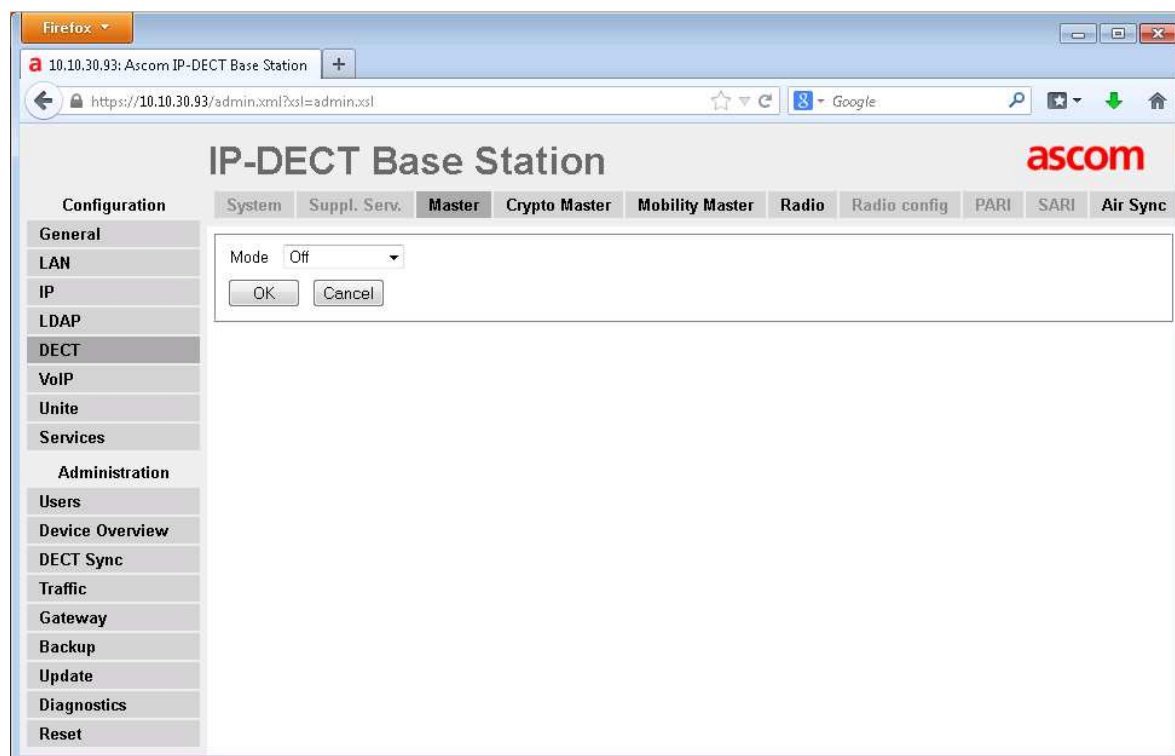 Firefox
a 10.10.30.93: Ascom IP-DECT Base Station +
https://10.10.30.93/admin.xml?xsl=admin.xsl 8 Google
IP-DECT Base Station ascom
Configuration System Suppl. Serv. Master Crypto Master Mobility Master Radio Radio config PARI SARI Air Sync
General
LAN
IP
LDAP
DECT
VoIP
Unite
Services
Mode Off
OK Cancel
Administration
Users
Device Overview
DECT Sync
Traffic
Gateway
Backup
Update
Diagnostics
Reset